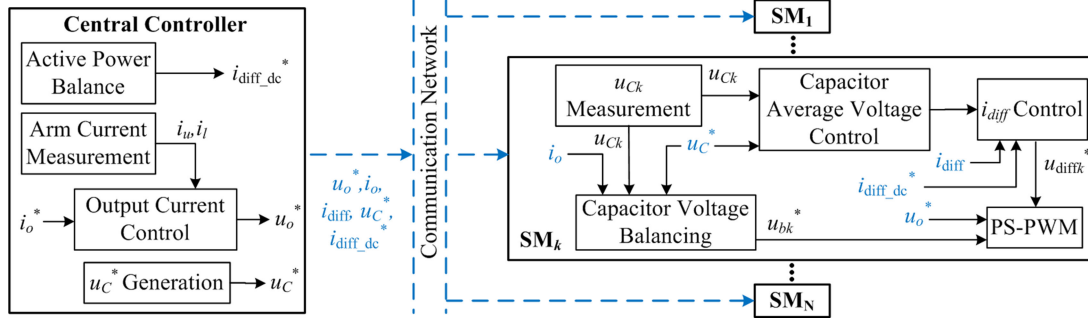 Central Controller
Active Power
Balance
i_diff_dc*
Arm Current
Measurement
i_u, i_l
i_o*
Output Current
Control
u_o*
u_C* Generation
u_C*
u_o*, i_o,
i_diff, u_C*,
i_diff_dc*
Communication Network
SM_1
u_Ck
Measurement
u_Ck
Capacitor
Average Voltage
Control
i_diff Control
u_Ck
i_o
u_C*
i_diff
u_diffk*
i_diff_dc*
Capacitor Voltage
Balancing
u_bk*
u_o*
PS-PWM
SM_k
SM_N